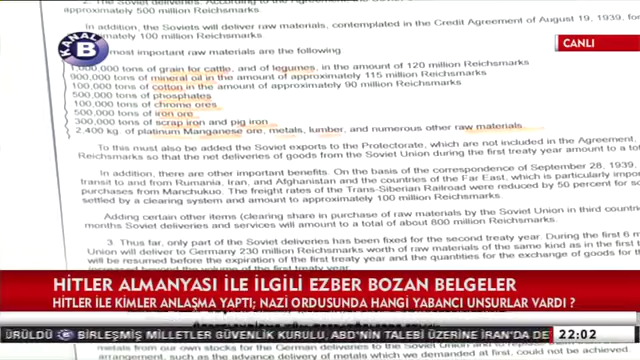 2. The Soviet deliveries. According to the Agreement
approximately 500 million Reichsmarks
In addition, the Soviets will deliver raw materials, contemplated in the Credit Agreement of August 19, 1939, for
approximately 100 million Reichsmarks
most important raw materials are the following
1,000,000 tons of grain for cattle, and of legumes, in the amount of 120 million Reichsmarks
900,000 tons of mineral oil in the amount of approximately 115 million Reichsmarks
100,000 tons of cotton in the amount of approximately 90 million Reichsmarks
500,000 tons of phosphates
100,000 tons of chrome ores
500,000 tons of iron ore
300,000 tons of scrap iron and pig iron
2,400 kg. of platinum Manganese ore, metals, lumber, and numerous other raw materials
To this must also be added the Soviet exports to the Protectorate, which are not included in the Agreement,
Reichsmarks so that the net deliveries of goods from the Soviet Union during the first treaty year amount to a to
In addition, there are other important benefits. On the basis of the correspondence of September 28, 1939,
transit to and from Rumania, Iran, and Afghanistan and the countries of the Far East, which is particularly impor
purchases from Manchukuo. The freight rates of the Trans-Siberian Railroad were reduced by 50 percent for so
settled by a clearing system and amount to approximately 100 million Reichsmarks
Adding certain other items (clearing share in purchase of raw materials by the Soviet Union in third countri
months Soviet deliveries and services will amount to a total of about 800 million Reichsmarks.
3 Thus far, only part of the Soviet deliveries has been fixed for the second treaty year. During the first 6 m
Union will deliver to Germany 230 million Reichsmarks worth of raw materials of the same kind as in the first
will be resumed before the expiration of the first treaty year and the quantities for the exchange of goods for th
increased beyond the volume of the first treaty year
KANAL B
CANLI
HİTLER ALMANYASI İLE İLGİLİ EZBER BOZAN BELGELER
HİTLER İLE KİMLER ANLAŞMA YAPTI; NAZİ ORDUSUNDA HANGİ YABANCI UNSURLAR VARDI ?
ÜRÜLDÜ B BİRLEŞMİŞ MİLLETLER GÜVENLİK KURULU ABD'NİN TALEBİ ÜZERİNE İRAN'DA DE
22:02
arrangement, such as the advance delivery of metals which we demanded at first, could not be achieved